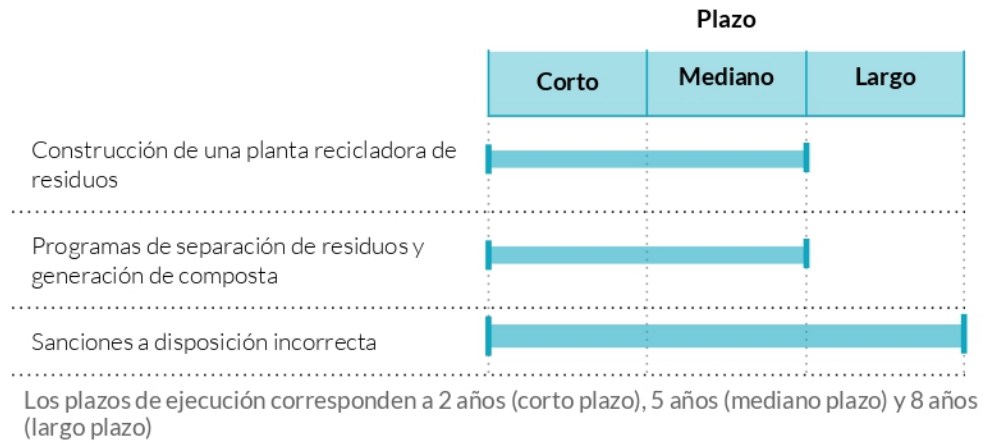 Plazo
Corto
Mediano
Largo
Construcción de una planta recicladora de
residuos
Programas de separación de residuos y
generación de composta
Sanciones a disposición incorrecta
Los plazos de ejecución corresponden a 2 años (corto plazo), 5 años (mediano plazo) y 8 años
(largo plazo)